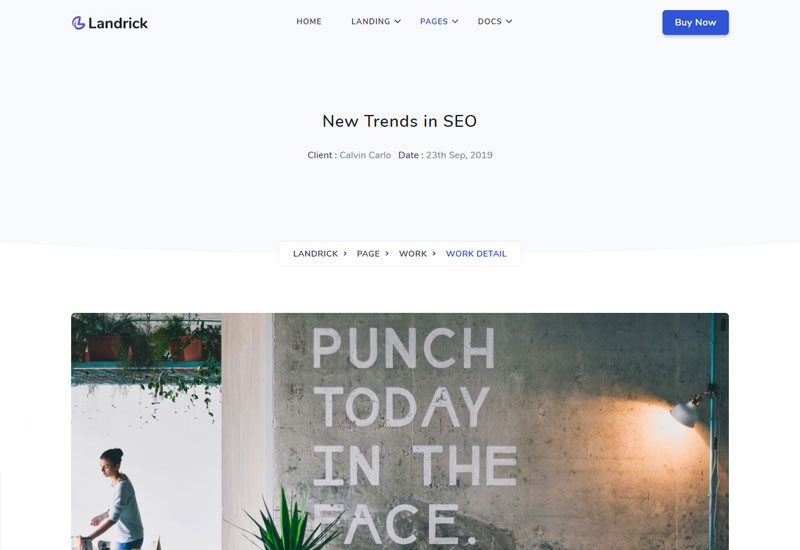 Landrick
HOME LANDING PAGES DOCS
Buy Now
New Trends in SEO
Client : Calvin Carlo Date : 23th Sep, 2019
LANDRICK > PAGE > WORK > WORK DETAIL
PUNCH
TODAY
IN THE
FACE.